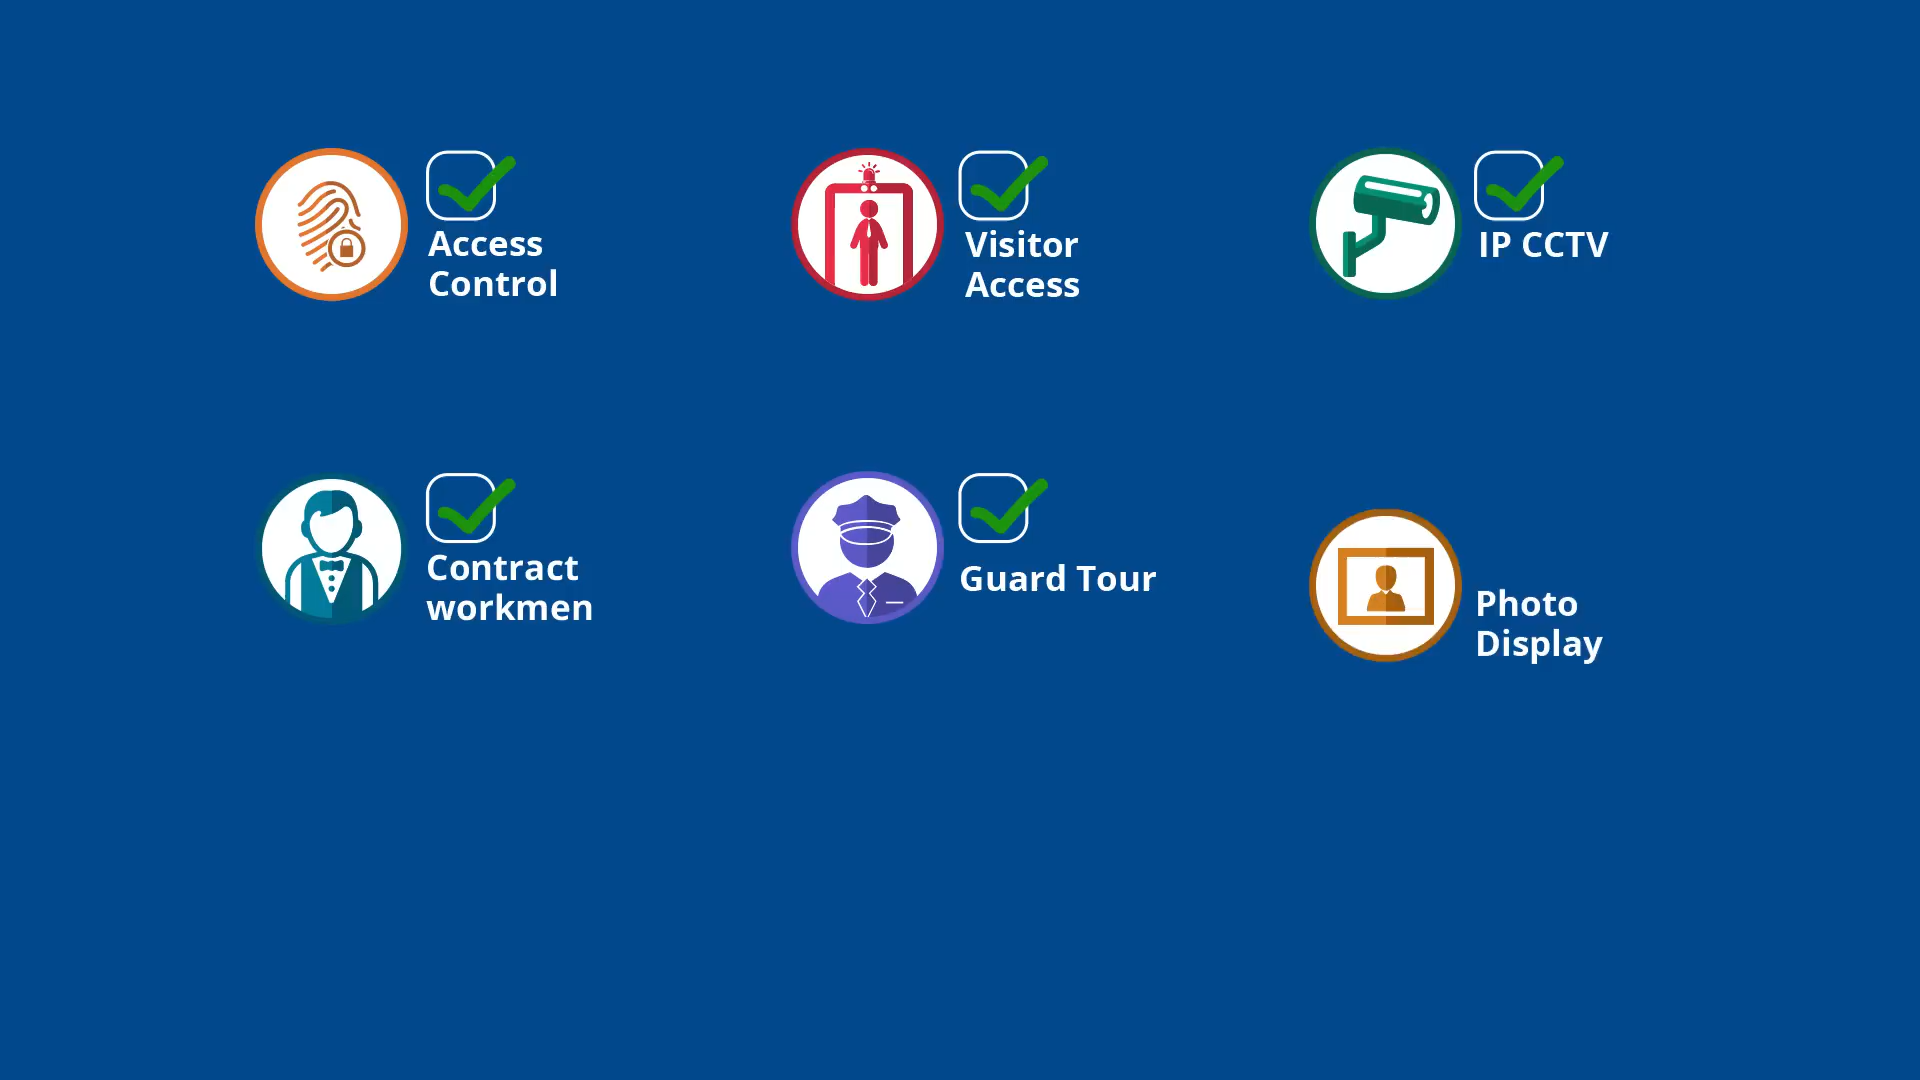 Access
Control
Visitor
Access
IP CCTV
Contract
workmen
Guard Tour
Photo
Display